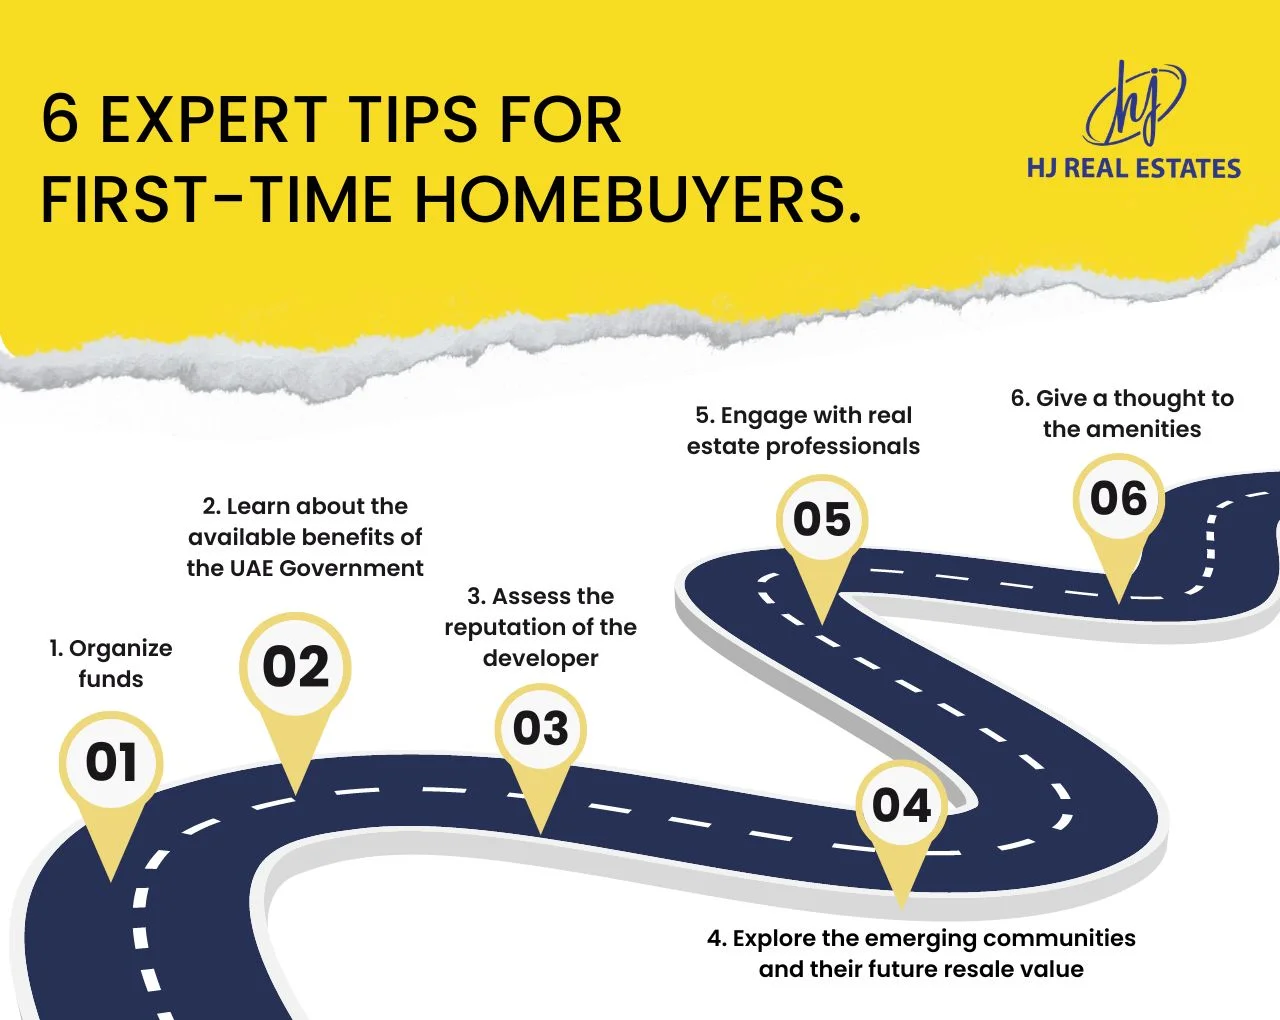 6 EXPERT TIPS FOR
FIRST-TIME HOMEBUYERS.
hj
HJ REAL ESTATES
1. Organize
funds
01
2. Learn about the
available benefits of
the UAE Government
02
3. Assess the
reputation of the
developer
03
04
4. Explore the emerging communities
and their future resale value
5. Engage with real
estate professionals
05
6. Give a thought to
the amenities
06